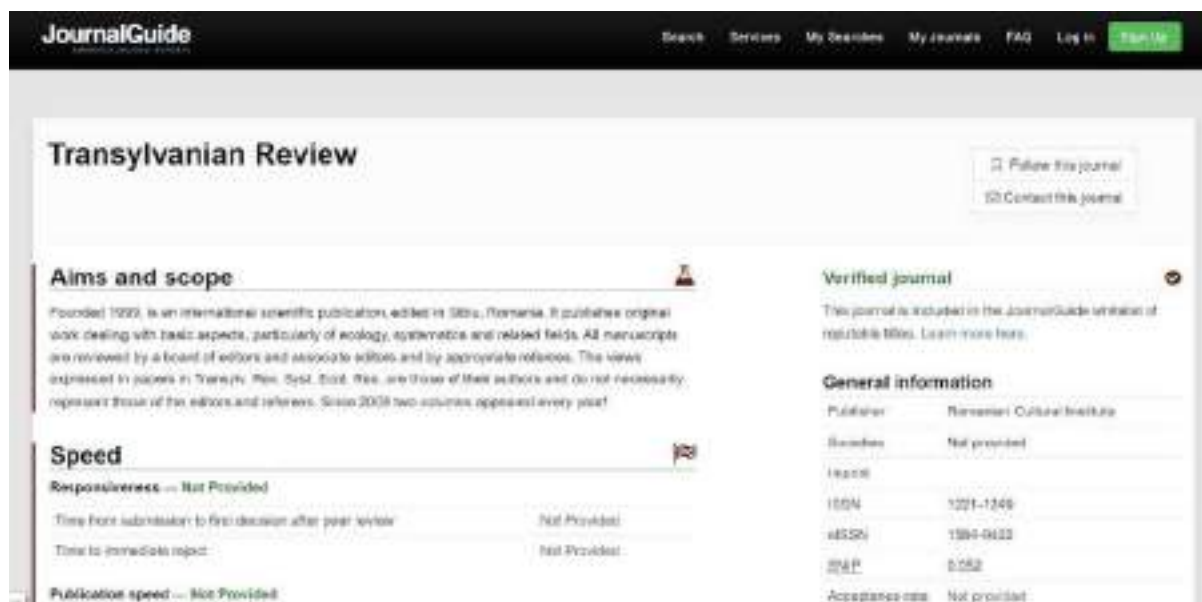 JournalGuide
Search Services My Searches My Journals FAQ Log In Sign Up
Transylvanian Review
Follow this journal
Contact this journal
Aims and scope
Founded 1999, is an international scientific publication, edited in Sibiu, Romania. It publishes original
work dealing with basic aspects, particularly of ecology, systematics and related fields. All manuscripts
are reviewed by a board of editors and associate editors and by appropriate referees. The views
expressed in papers in Transylv. Rev. Syst. Ecol. Res. are those of their authors and do not necessarily
represent those of the editors and referees. Since 2009 two volumes appeared every year!
Speed
Responsiveness — Not Provided
Time from submission to first decision after peer review Not Provided
Time to immediate reject Not Provided
Publication speed — Not Provided
Verified journal
This journal is included in the JournalGuide whitelist of
reputable titles. Learn more here.
General information
Publisher Romanian Cultural Institute
Societies Not provided
Imprint
ISSN 1221-1249
eISSN 1584-9422
SNIP 0.052
Acceptance rate Not provided